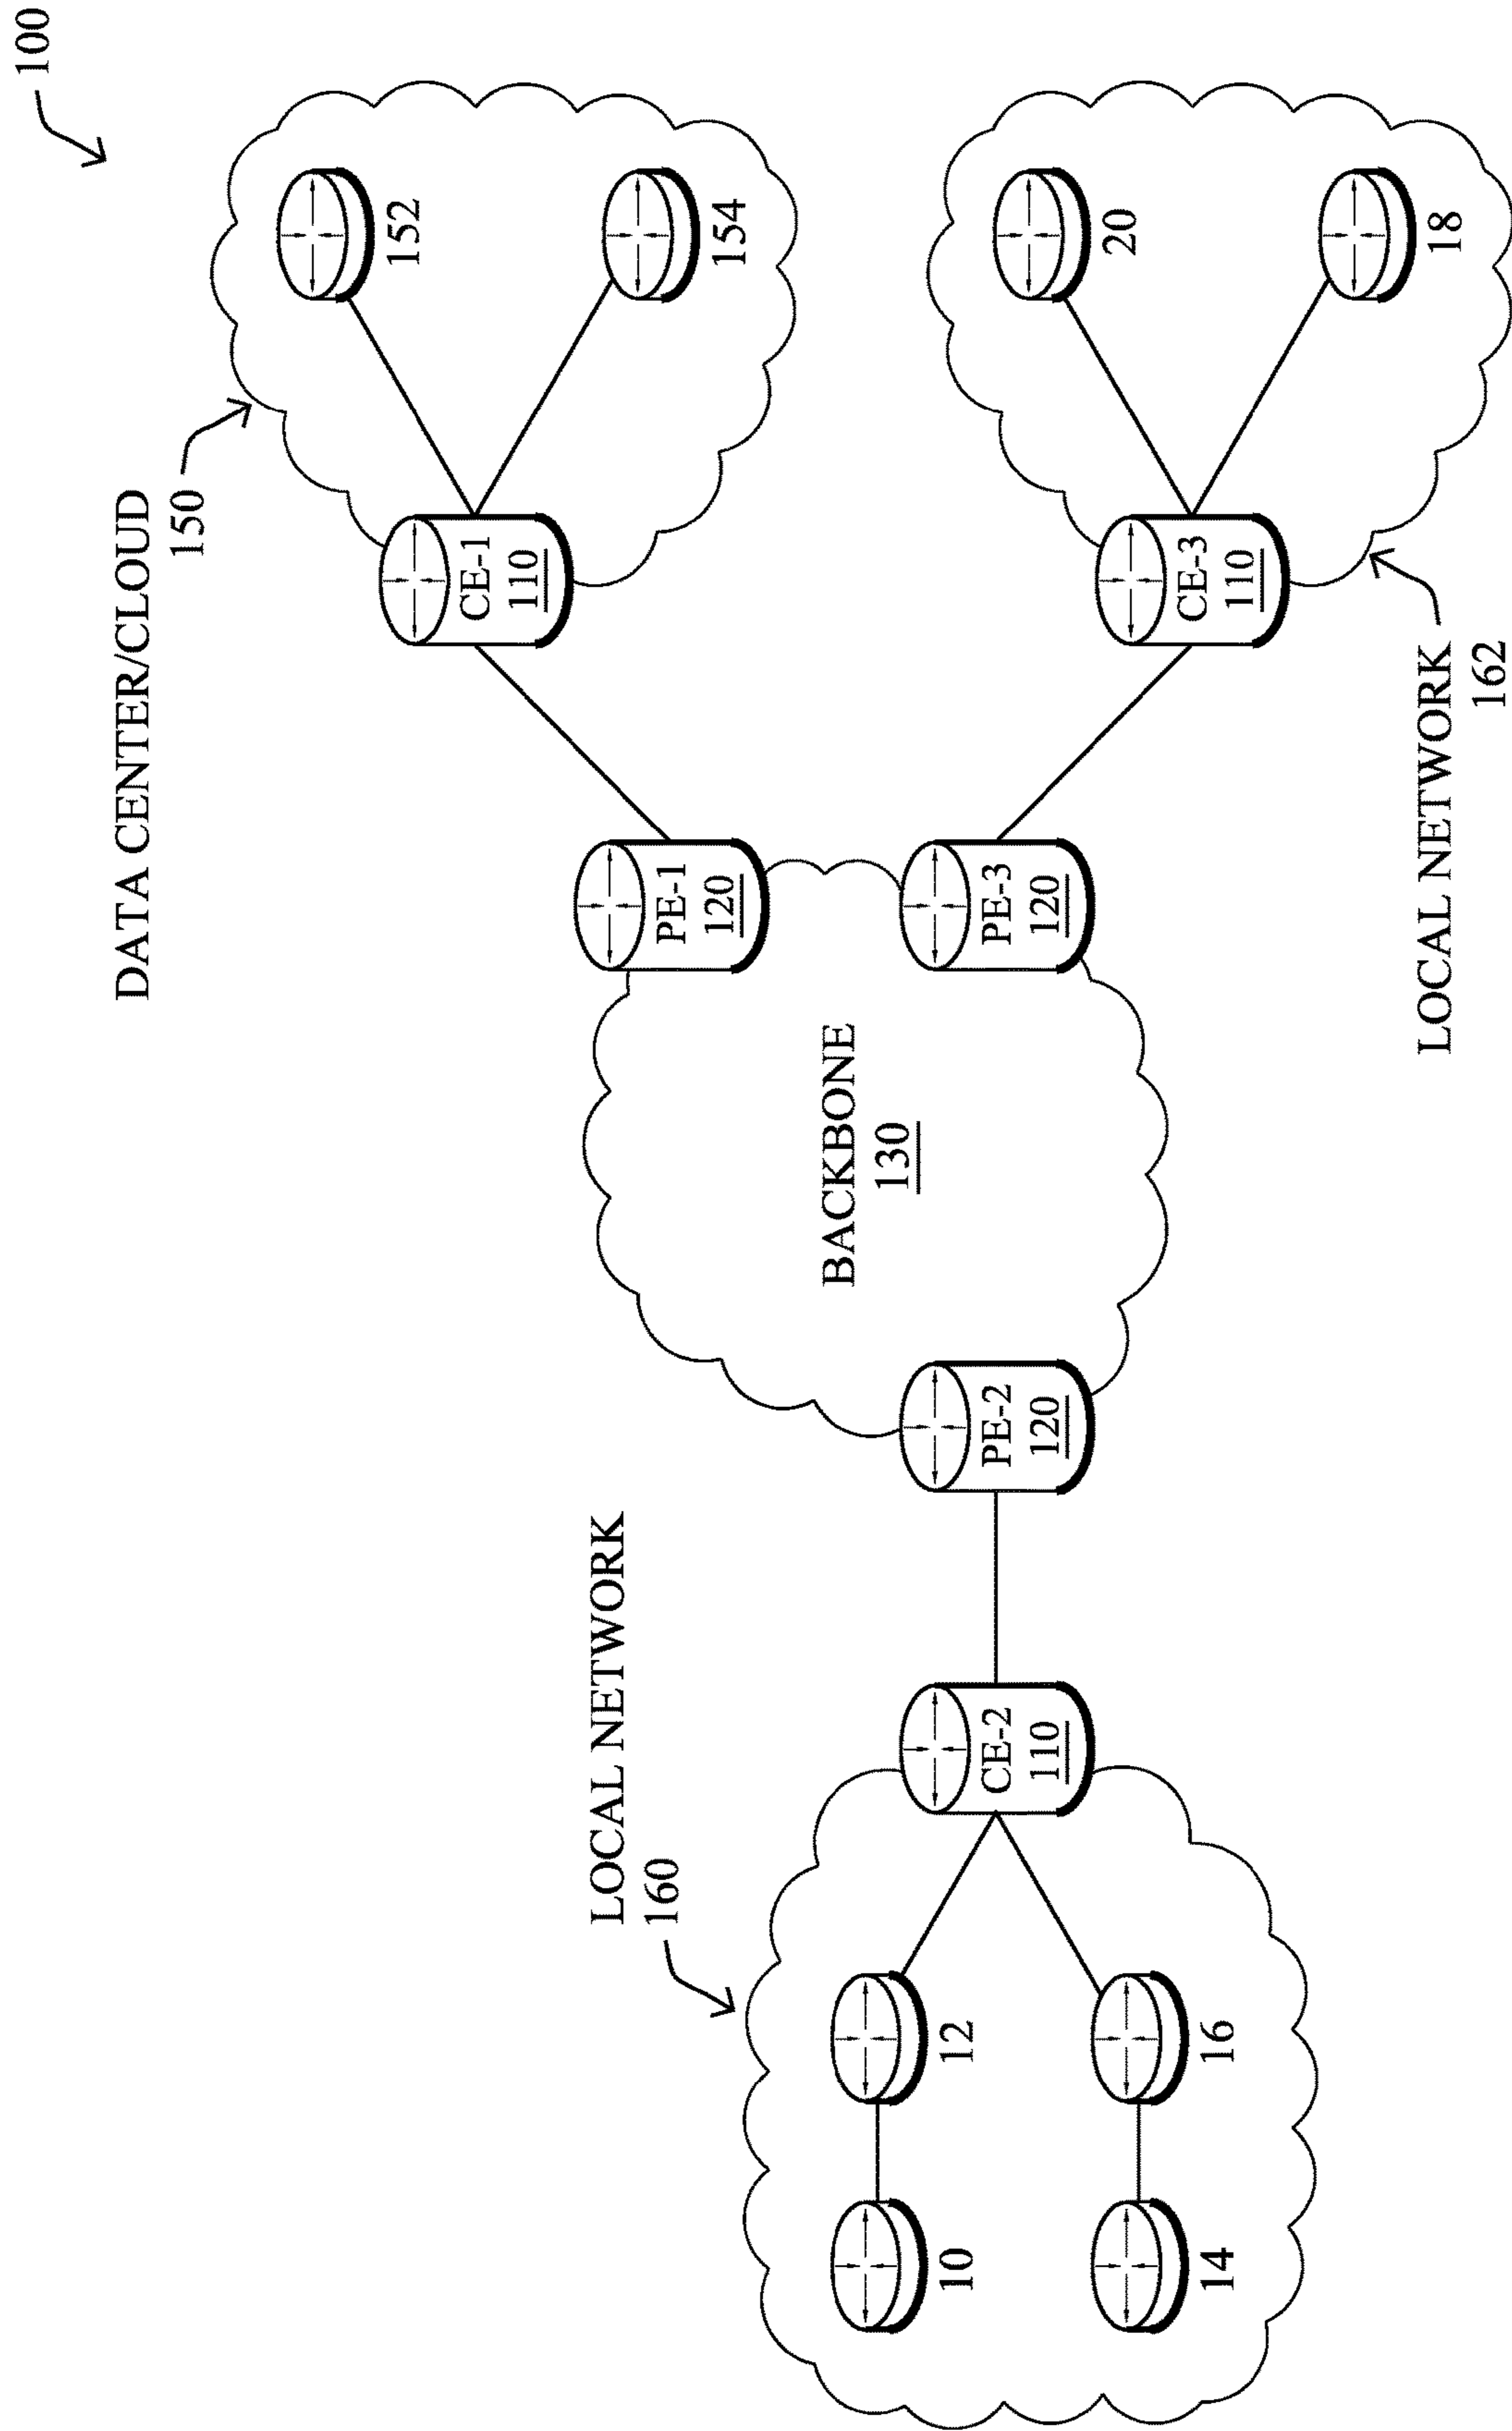 100
DATA CENTER/CLOUD
150
152
154
CE-1
110
PE-1
120
LOCAL NETWORK
160
BACKBONE
130
10
12
14
16
CE-2
110
PE-2
120
PE-3
120
CE-3
110
20
18
LOCAL NETWORK
162